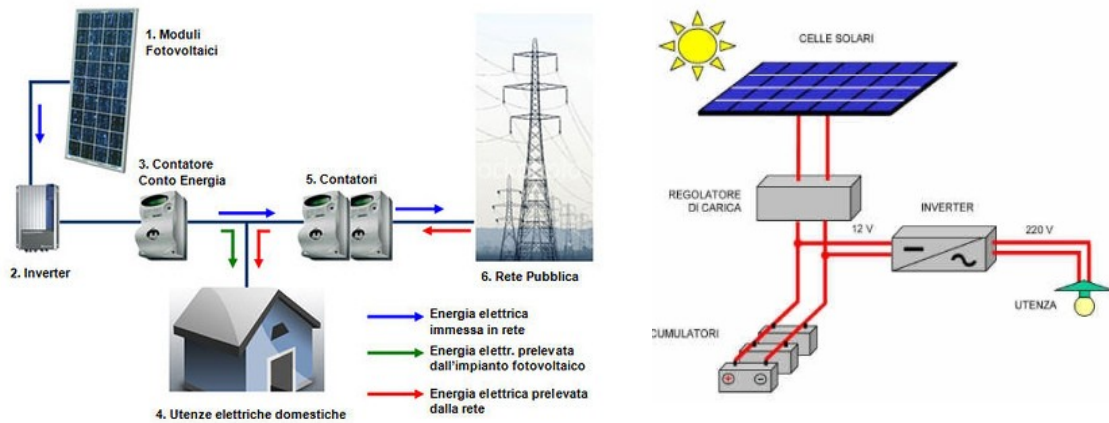 1. Moduli
Fotovoltaici
3. Contatore
Conto Energia
5. Contatori
2. Inverter
6. Rete Pubblica
Energia elettrica
immessa in rete
Energia elettr. prelevata
dall'impianto fotovoltaico
Energia elettrica prelevata
dalla rete
4. Utenze elettriche domestiche
CELLE SOLARI
REGOLATORE
DI CARICA
INVERTER
12 V
220 V
UTENZA
CUMULATORI
+ −